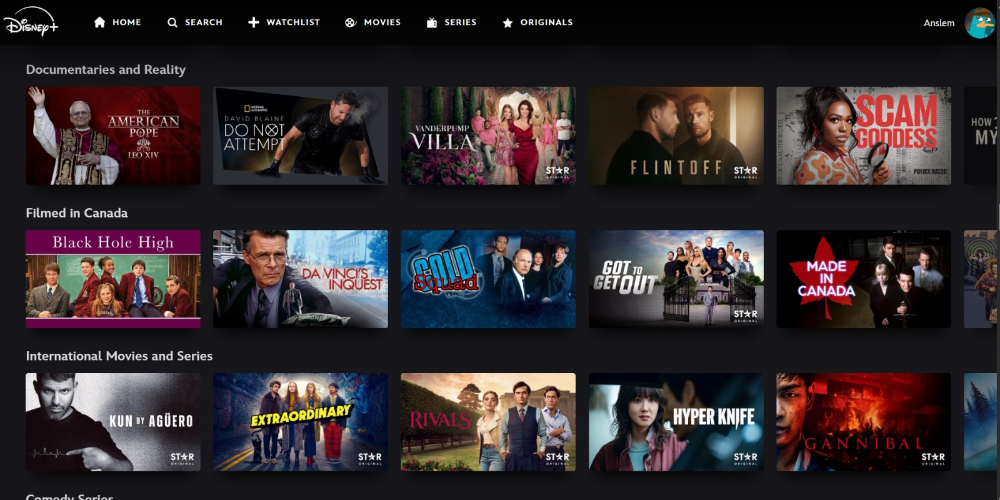 Disney+
HOME
SEARCH
WATCHLIST
MOVIES
SERIES
ORIGINALS
Anslem
Documentaries and Reality
THE
AMERICAN
POPE
LEO XIV
NATIONAL
GEOGRAPHIC
DAVID BLAINE
DO NOT
ATTEMPT
VANDERPUMP
VILLA
STAR
ORIGINAL
FLINTOFF
STAR
ORIGINAL
SCAM
GODDESS
POLICE RAIDE
HOW
MY
Filmed in Canada
Black Hole High
DA VINCI'S
INQUEST
CORONER
COLD
Squad
GOT TO
GET OUT
STAR
ORIGINAL
MADE
IN
CANADA
International Movies and Series
KUN BY AGÜERO
STAR
ORIGINAL
EXTRAORDINARY
STAR
ORIGINAL
RIVALS
STAR
ORIGINAL
HYPER KNIFE
STAR
ORIGINAL
GANNIBAL
STAR
ORIGINAL
Comedy Series